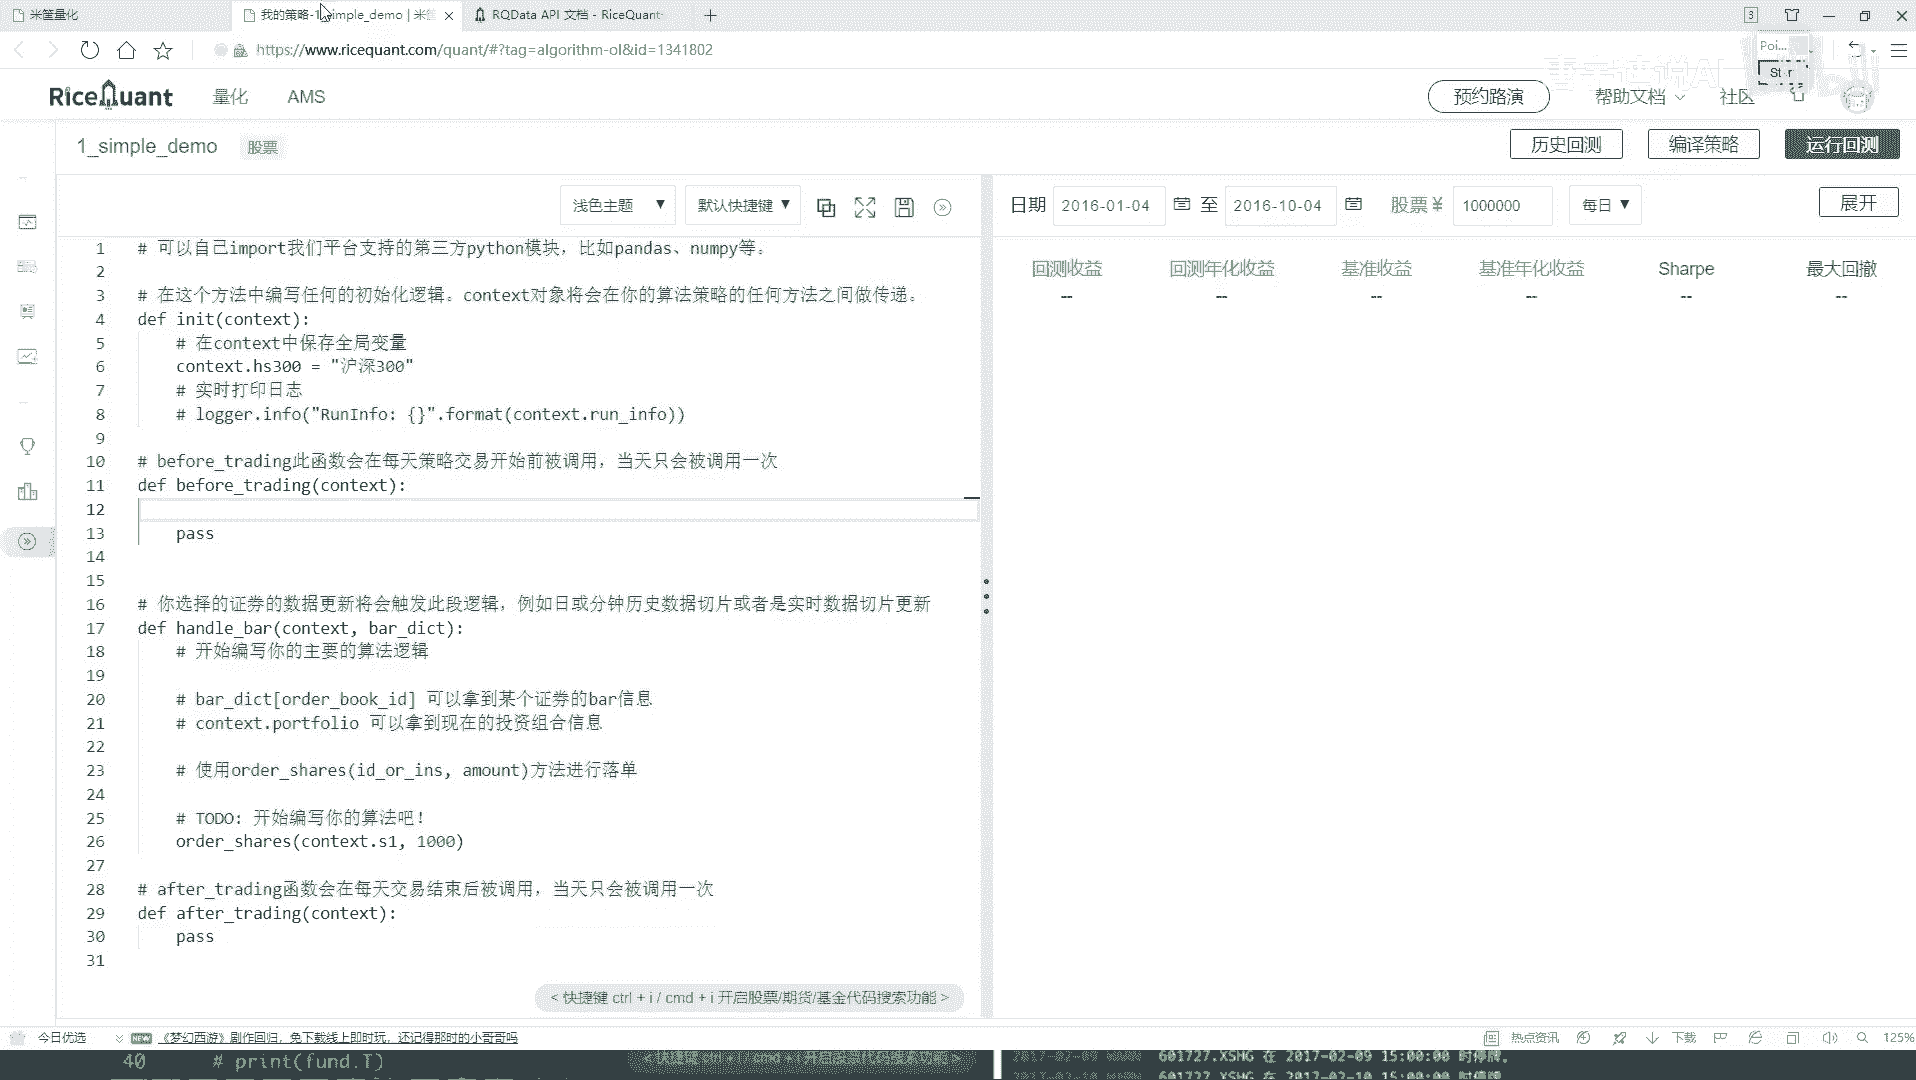 米筐量化
我的策略-1_simple_demo | 米筐
RQData API 文档 - RiceQuant
3
https://www.ricequant.com/quant/#?tag=algorithm-ol&id=1341802
Poi...
RiceQuant
量化
AMS
预约路演
帮助文档
社区
1_simple_demo
股票
历史回测
编译策略
运行回测
浅色主题
默认快捷键
日期
2016-01-04
至
2016-10-04
股票 ¥
1000000
每日
展开
回测收益
回测年化收益
基准收益
基准年化收益
Sharpe
最大回撤
--
--
--
--
--
--
1 # 可以自己import我们平台支持的第三方python模块，比如pandas、numpy等。
2
3 # 在这个方法中编写任何的初始化逻辑。context对象将会在你的算法策略的任何方法之间做传递。
4 def init(context):
5     # 在context中保存全局变量
6     context.hs300 = "沪深300"
7     # 实时打印日志
8     # logger.info("RunInfo: {}".format(context.run_info))
9
10 # before_trading此函数会在每天策略交易开始前被调用，当天只会被调用一次
11 def before_trading(context):
12
13     pass
14
15
16 # 你选择的证券的数据更新将会触发此段逻辑，例如日或分钟历史数据切片或者是实时数据切片更新
17 def handle_bar(context, bar_dict):
18     # 开始编写你的主要的算法逻辑
19
20     # bar_dict[order_book_id] 可以拿到某个证券的bar信息
21     # context.portfolio 可以拿到现在的投资组合信息
22
23     # 使用order_shares(id_or_ins, amount)方法进行落单
24
25     # TODO: 开始编写你的算法吧！
26     order_shares(context.s1, 1000)
27
28 # after_trading函数会在每天交易结束后被调用，当天只会被调用一次
29 def after_trading(context):
30     pass
31
< 快捷键 ctrl + i / cmd + i 开启股票/期货/基金代码搜索功能 >
今日优选
NEW
《梦幻西游》剧作回归，免下载线上即时玩，还记得那时的小哥哥吗
热点资讯
下载
125%
40 # print(fund.T)
<快捷键 ctrl + i / cmd + i 开启股票代码搜索功能 >
2017-02-09 WARN 601727.XSHG 在 2017-02-09 15:00:00 时停牌。
2017-02-10 WARN 601727.XSHG 在 2017-02-10 15:00:00 时停牌。